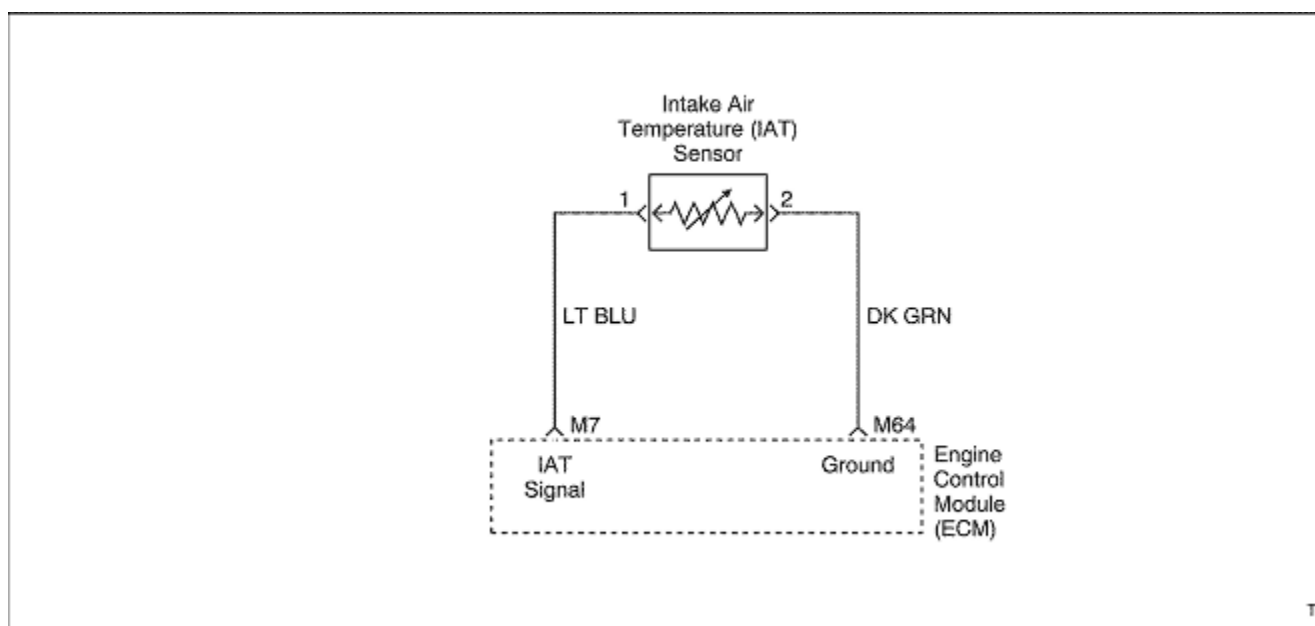 Intake Air
Temperature (IAT)
Sensor
1
2
LT BLU
DK GRN
M7
M64
IAT
Signal
Ground
Engine
Control
Module
(ECM)
T